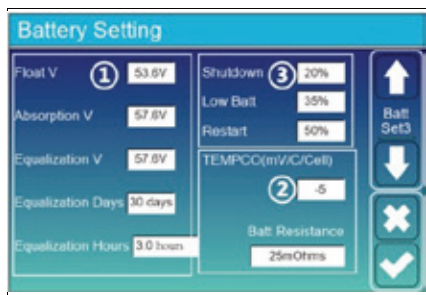 Battery Setting
Float V ① 53.6V
Absorption V 57.6V
Equalization V 57.6V
Equalization Days 30 days
Equalization Hours 3.0 hours
Shutdown ③ 20%
Low Batt 35%
Restart 50%
TEMPCO(mV/C/Cell)
② -5
Batt Resistance
25mOhms
Batt
Set3